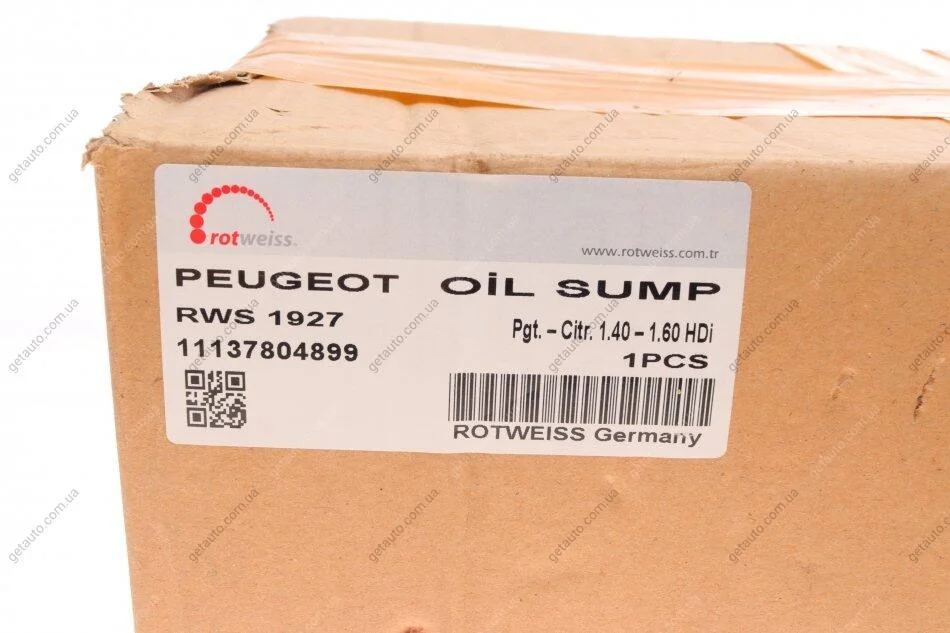 rotweiss.
www.rotweiss.com.tr
PEUGEOT OİL SUMP
RWS 1927
Pgt. – Citr. 1.40 – 1.60 HDi
11137804899
1PCS
ROTWEISS Germany
getauto.com.ua